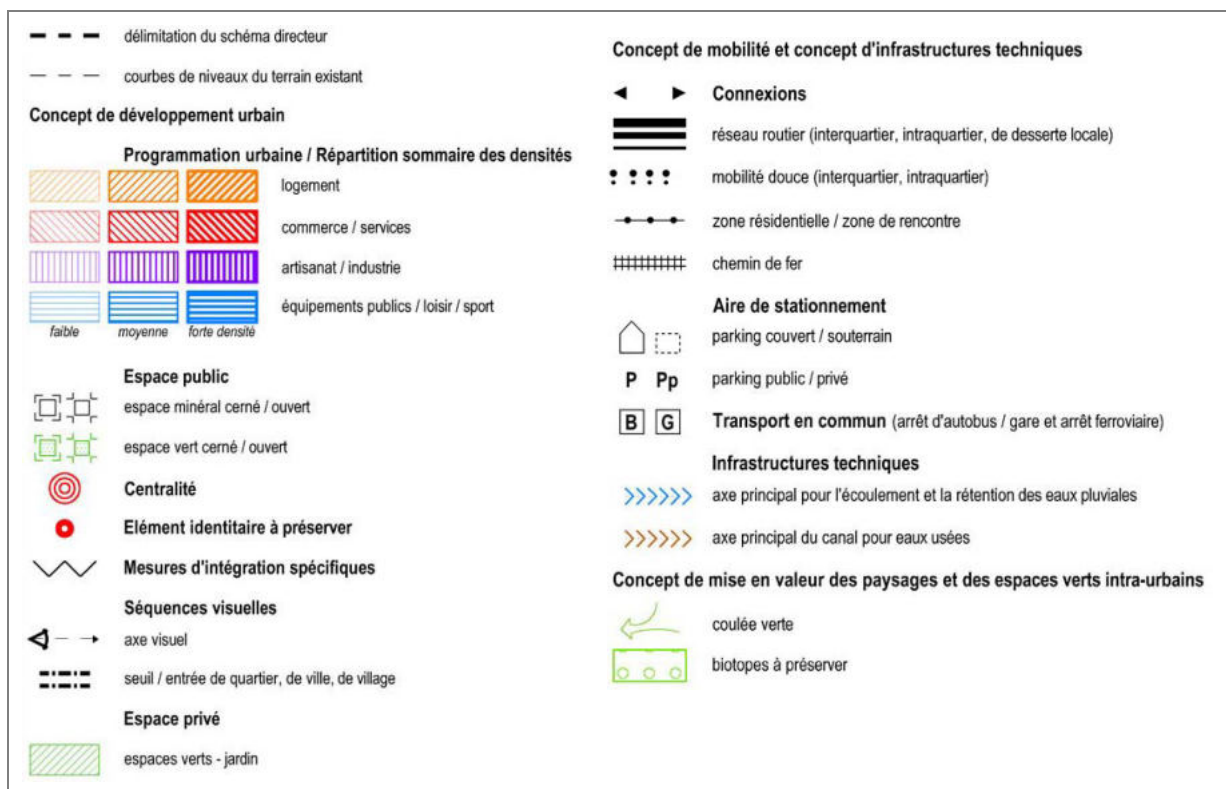 délimitation du schéma directeur
courbes de niveaux du terrain existant
Concept de développement urbain
Programmation urbaine / Répartition sommaire des densités
logement
commerce / services
artisanat / industrie
équipements publics / loisir / sport
faible moyenne forte densité
Espace public
espace minéral cerné / ouvert
espace vert cerné / ouvert
Centralité
Elément identitaire à préserver
Mesures d'intégration spécifiques
Séquences visuelles
axe visuel
seuil / entrée de quartier, de ville, de village
Espace privé
espaces verts - jardin
Concept de mobilité et concept d'infrastructures techniques
Connexions
réseau routier (interquartier, intraquartier, de desserte locale)
mobilité douce (interquartier, intraquartier)
zone résidentielle / zone de rencontre
chemin de fer
Aire de stationnement
parking couvert / souterrain
P Pp parking public / privé
B G Transport en commun (arrêt d'autobus / gare et arrêt ferroviaire)
Infrastructures techniques
axe principal pour l'écoulement et la rétention des eaux pluviales
axe principal du canal pour eaux usées
Concept de mise en valeur des paysages et des espaces verts intra-urbains
coulée verte
biotopes à préserver